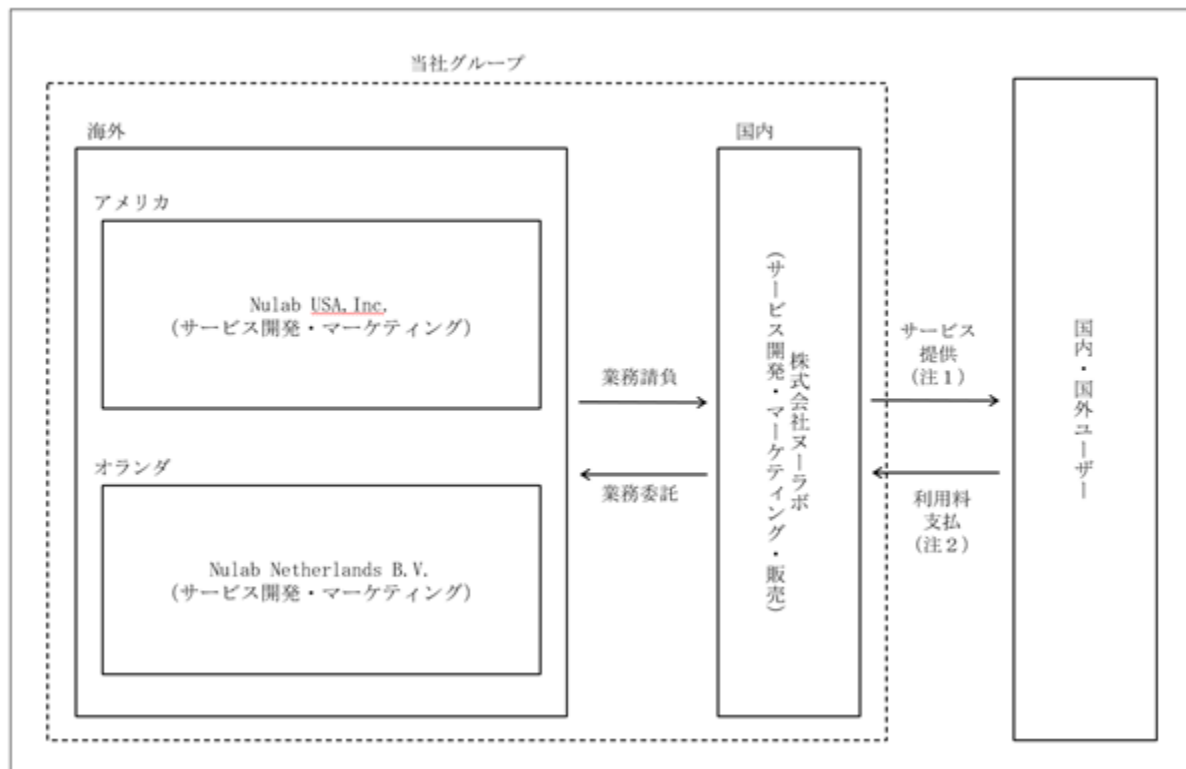 当社グループ
海外
アメリカ
Nulab USA,Inc.
(サービス開発・マーケティング)
オランダ
Nulab Netherlands B.V.
(サービス開発・マーケティング)
業務請負
業務委託
国内
株式会社ヌーラボ
(サービス開発・マーケティング・販売)
サービス
提供
(注1)
利用料
支払
(注2)
国内・国外ユーザー